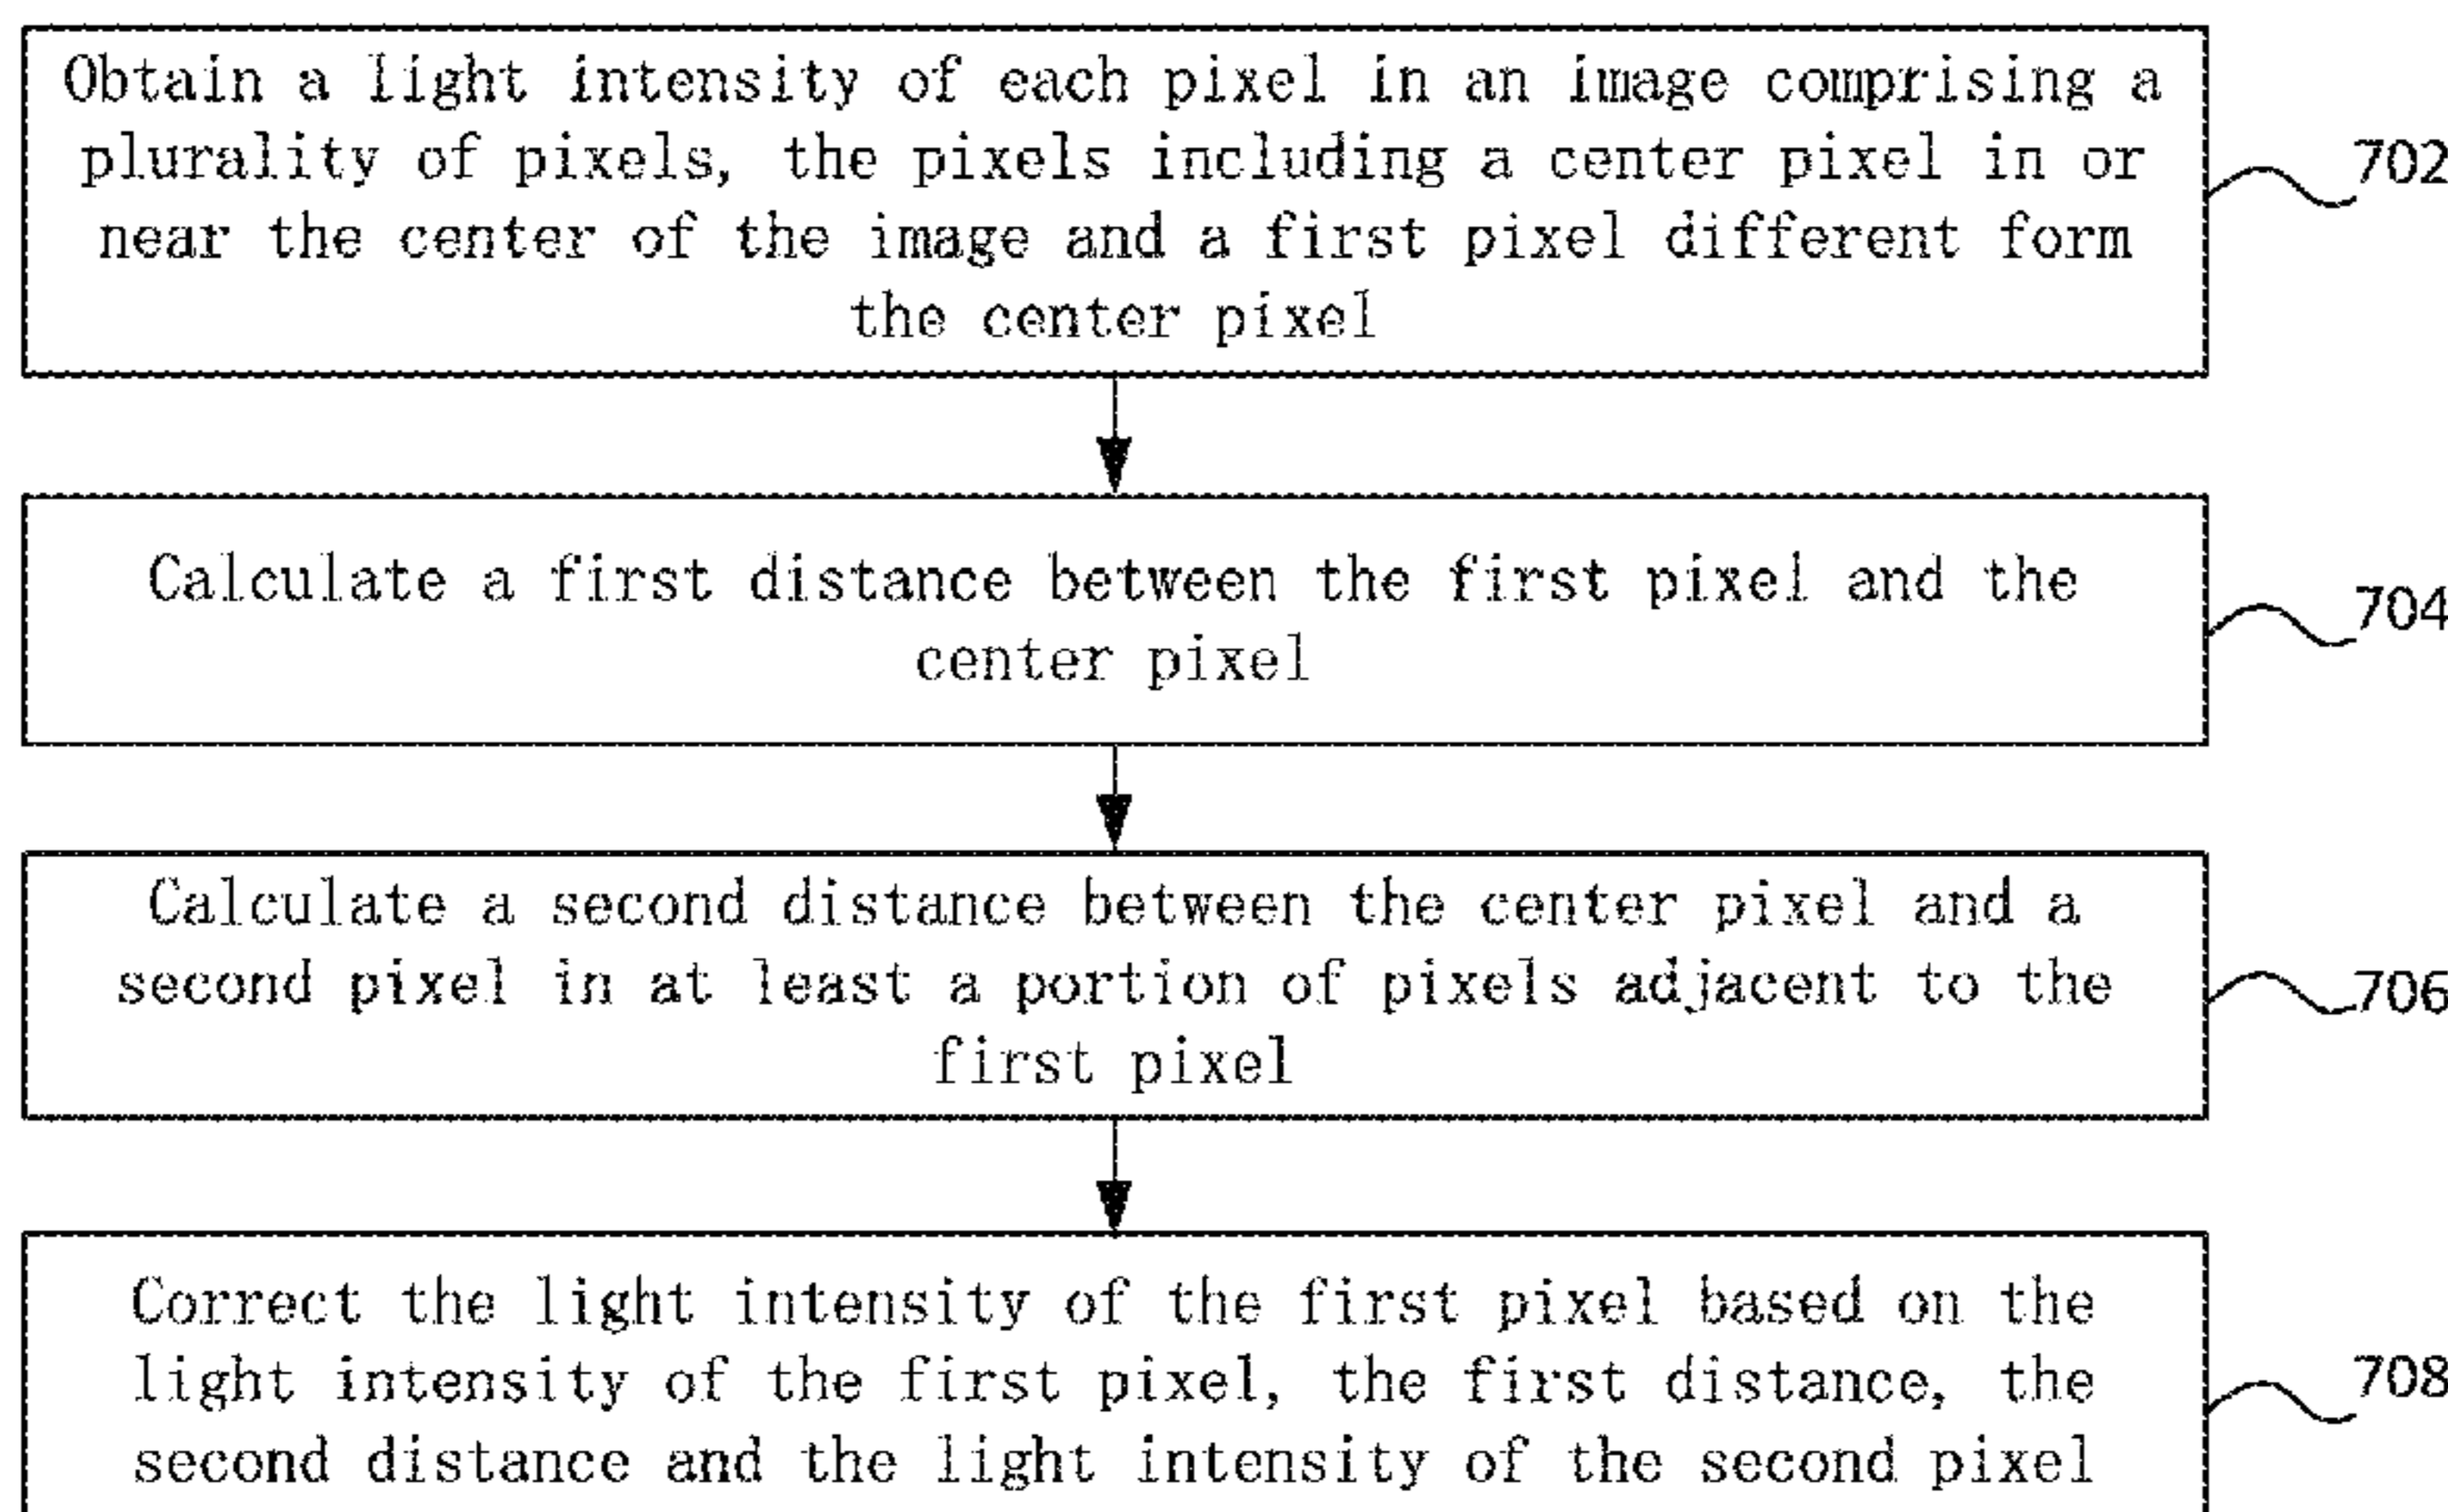 Obtain a light intensity of each pixel in an image comprising a
plurality of pixels, the pixels including a center pixel in or
near the center of the image and a first pixel different form
the center pixel
702
Calculate a first distance between the first pixel and the
center pixel
704
Calculate a second distance between the center pixel and a
second pixel in at least a portion of pixels adjacent to the
first pixel
706
Correct the light intensity of the first pixel based on the
light intensity of the first pixel, the first distance, the
second distance and the light intensity of the second pixel
708